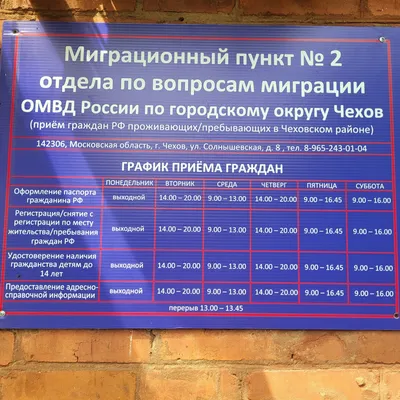 Миграционный пункт № 2
отдела по вопросам миграции
ОМВД России по городскому округу Чехов
(приём граждан РФ проживающих/пребывающих в Чеховском районе)
142306, Московская область, г. Чехов, ул. Солнышевская, д. 8 , тел. 8-965-243-01-04
ГРАФИК ПРИЁМА ГРАЖДАН
ПОНЕДЕЛЬНИК ВТОРНИК СРЕДА ЧЕТВЕРГ ПЯТНИЦА СУББОТА
Оформление паспорта
гражданина РФ
выходной 14.00 – 20.00 9.00 – 13.00 14.00 – 20.00 9.00 – 16.45 9.00 – 16.00
Регистрация/снятие с
регистрации по месту
жительства/пребывания
граждан РФ
выходной 14.00 – 20.00 9.00 – 13.00 14.00 – 20.00 9.00 – 16.45 9.00 – 16.00
Удостоверение наличия
гражданства детям до
14 лет
выходной 14.00 – 20.00 9.00 – 13.00 14.00 – 20.00 9.00 – 16.45 9.00 – 16.00
Предоставление адресно-
справочной информации
выходной 14.00 – 20.00 9.00 – 13.00 14.00 – 20.00 9.00 – 16.45 9.00 – 16.00
перерыв 13.00 – 13.45